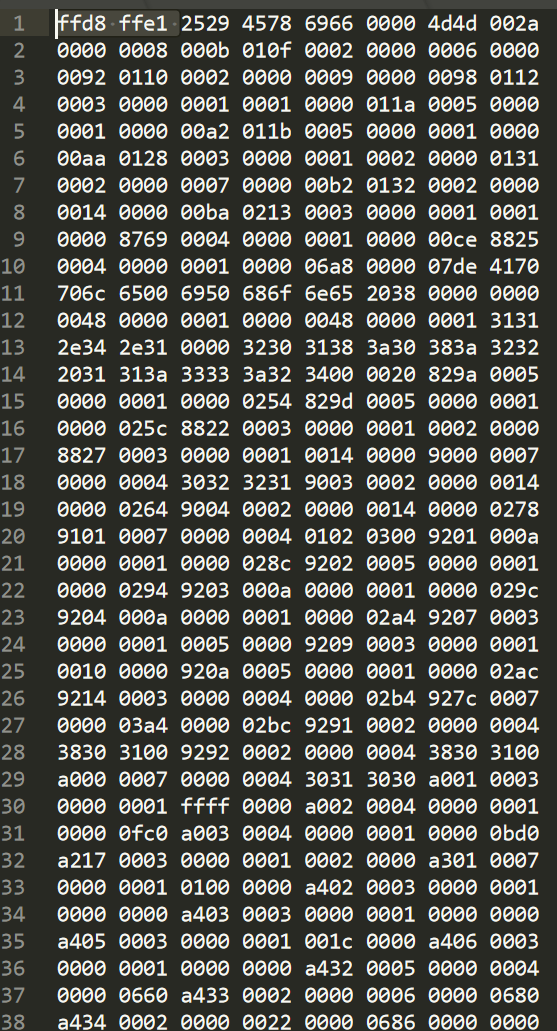 1 ffd8 ffe1 2529 4578 6966 0000 4d4d 002a
2 0000 0008 000b 010f 0002 0000 0006 0000
3 0092 0110 0002 0000 0009 0000 0098 0112
4 0003 0000 0001 0001 0000 011a 0005 0000
5 0001 0000 00a2 011b 0005 0000 0001 0000
6 00aa 0128 0003 0000 0001 0002 0000 0131
7 0002 0000 0007 0000 00b2 0132 0002 0000
8 0014 0000 00ba 0213 0003 0000 0001 0001
9 0000 8769 0004 0000 0001 0000 00ce 8825
10 0004 0000 0001 0000 06a8 0000 07de 4170
11 706c 6500 6950 686f 6e65 2038 0000 0000
12 0048 0000 0001 0000 0048 0000 0001 3131
13 2e34 2e31 0000 3230 3138 3a30 383a 3232
14 2031 313a 3333 3a32 3400 0020 829a 0005
15 0000 0001 0000 0254 829d 0005 0000 0001
16 0000 025c 8822 0003 0000 0001 0002 0000
17 8827 0003 0000 0001 0014 0000 9000 0007
18 0000 0004 3032 3231 9003 0002 0000 0014
19 0000 0264 9004 0002 0000 0014 0000 0278
20 9101 0007 0000 0004 0102 0300 9201 000a
21 0000 0001 0000 028c 9202 0005 0000 0001
22 0000 0294 9203 000a 0000 0001 0000 029c
23 9204 000a 0000 0001 0000 02a4 9207 0003
24 0000 0001 0005 0000 9209 0003 0000 0001
25 0010 0000 920a 0005 0000 0001 0000 02ac
26 9214 0003 0000 0004 0000 02b4 927c 0007
27 0000 03a4 0000 02bc 9291 0002 0000 0004
28 3830 3100 9292 0002 0000 0004 3830 3100
29 a000 0007 0000 0004 3031 3030 a001 0003
30 0000 0001 ffff 0000 a002 0004 0000 0001
31 0000 0fc0 a003 0004 0000 0001 0000 0bd0
32 a217 0003 0000 0001 0002 0000 a301 0007
33 0000 0001 0100 0000 a402 0003 0000 0001
34 0000 0000 a403 0003 0000 0001 0000 0000
35 a405 0003 0000 0001 001c 0000 a406 0003
36 0000 0001 0000 0000 a432 0005 0000 0004
37 0000 0660 a433 0002 0000 0006 0000 0680
38 a434 0002 0000 0022 0000 0686 0000 0000